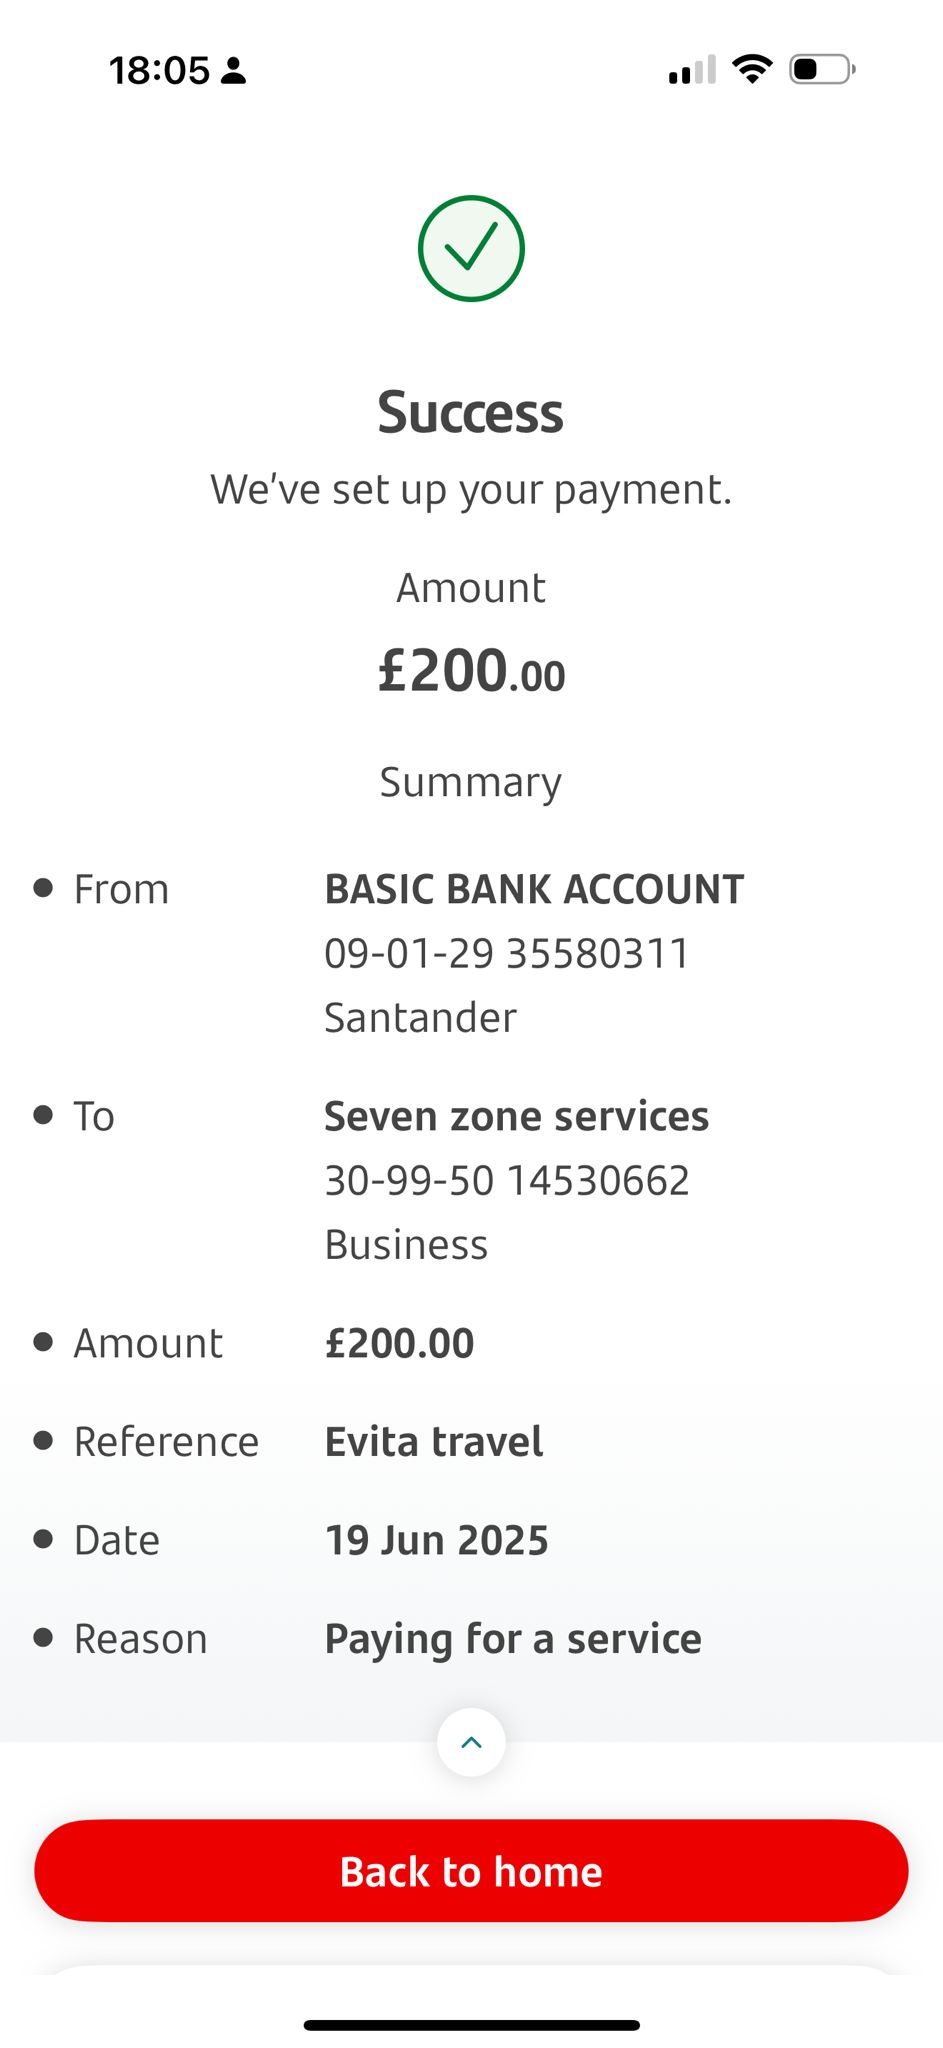 18:05
Success
We've set up your payment.
Amount
£200.00
Summary
From BASIC BANK ACCOUNT
09-01-29 35580311
Santander
To Seven zone services
30-99-50 14530662
Business
Amount £200.00
Reference Evita travel
Date 19 Jun 2025
Reason Paying for a service
Back to home